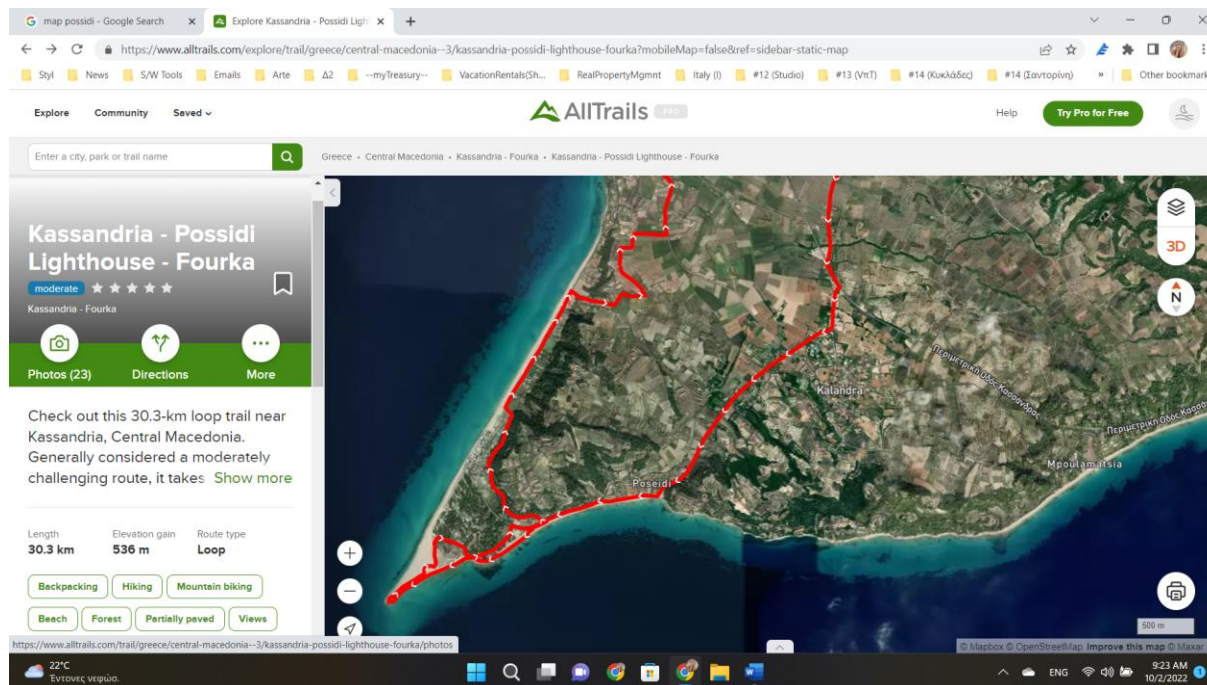 map possidi - Google Search
Explore Kassandria - Possidi Ligh
https://www.alltrails.com/explore/trail/greece/central-macedonia--3/kassandria-possidi-lighthouse-fourka?mobileMap=false&ref=sidebar-static-map
Styl News S/W Tools Emails Arte Δ2 --myTreasury-- VacationRentals(Sh... RealPropertyMgmnt Italy (I) #12 (Studio) #13 (VπT) #14 (Κυκλάδες) #14 (Σαντορίνη) » Other bookmark
Explore Community Saved
AllTrails PRO
Help Try Pro for Free
Enter a city, park or trail name
Greece • Central Macedonia • Kassandria - Fourka • Kassandria - Possidi Lighthouse - Fourka
Kassandria - Possidi
Lighthouse - Fourka
moderate
Kassandria - Fourka
Photos (23) Directions More
Check out this 30.3-km loop trail near
Kassandria, Central Macedonia.
Generally considered a moderately
challenging route, it takes Show more
Length Elevation gain Route type
30.3 km 536 m Loop
Backpacking Hiking Mountain biking
Beach Forest Partially paved Views
https://www.alltrails.com/trail/greece/central-macedonia--3/kassandria-possidi-lighthouse-fourka/photos
3D
N
Περιμετρική Οδός Κασσάνδρας
Kalandra
Περιμετρική Οδός Κασσ
Mpoulamatsia
Poseidi
500 m
© Mapbox © OpenStreetMap Improve this map © Maxar
22°C
Έντονες νεφώσ.
ENG
9:23 AM
10/2/2022
1